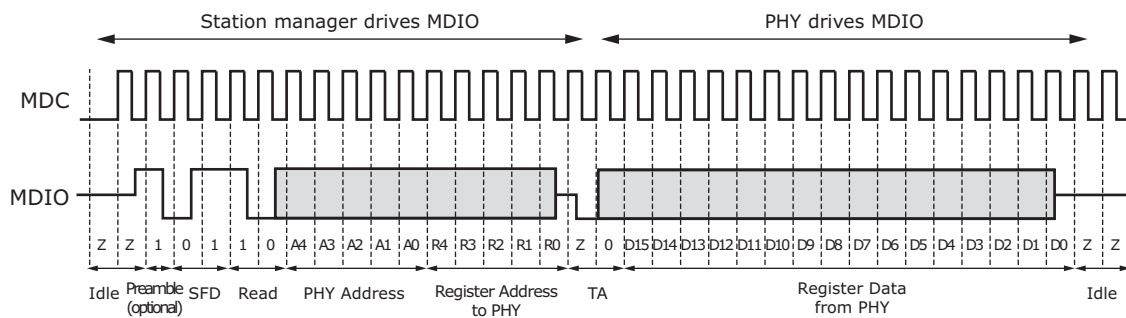 Station manager drives MDIO
PHY drives MDIO
MDC
MDIO
Z Z 1 0 1 1 0 A4 A3 A2 A1 A0 R4 R3 R2 R1 R0 Z 0 D15 D14 D13 D12 D11 D10 D9 D8 D7 D6 D5 D4 D3 D2 D1 D0 Z Z
Idle Preamble SFD Read PHY Address Register Address TA Register Data Idle
(optional) to PHY from PHY